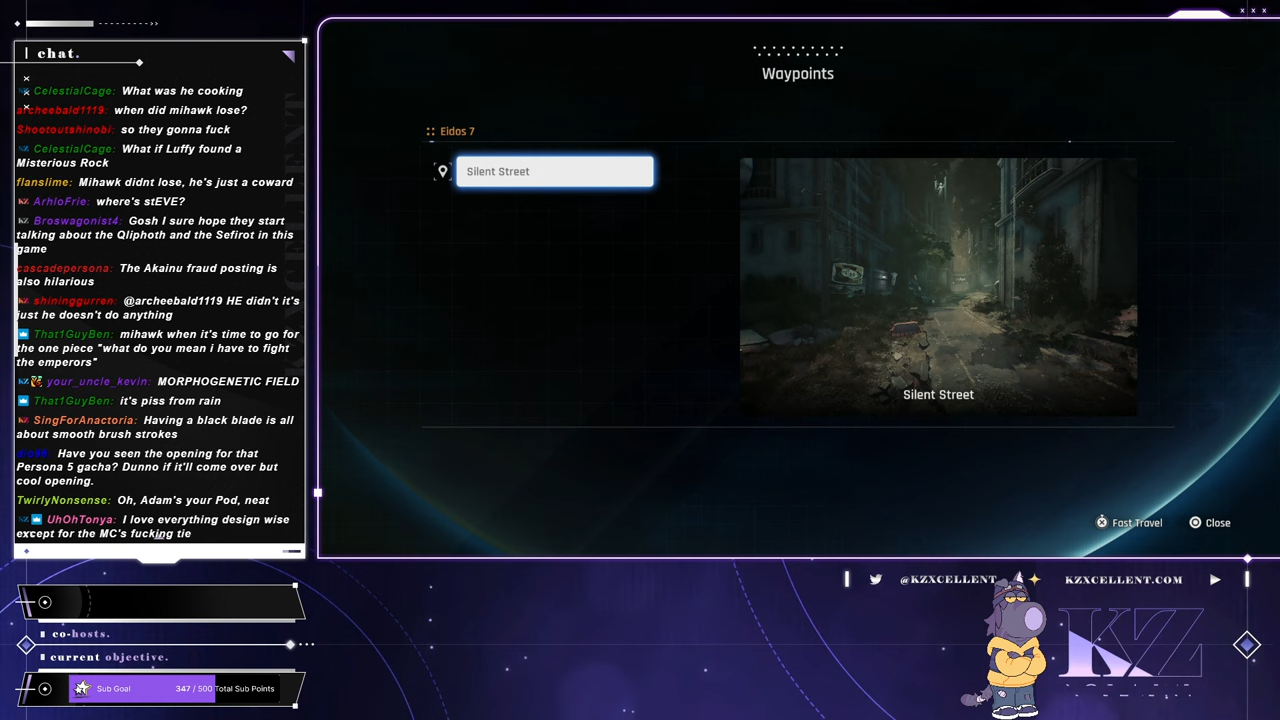 chat.
CelestialCage: What was he cooking
archeebald1119: when did mihawk lose?
Shootoutshinobi: so they gonna fuck
CelestialCage: What if Luffy found a
Misterious Rock
flanslime: Mihawk didnt lose, he's just a coward
ArhloFrie: where's stEVE?
Broswagonist4: Gosh I sure hope they start
talking about the Qliphoth and the Sefirot in this
game
cascadepersona: The Akainu fraud posting is
also hilarious
shininggurren: @archeebald1119 HE didn't it's
just he doesn't do anything
That1GuyBen: mihawk when it's time to go for
the one piece "what do you mean i have to fight
the emperors"
your_uncle_kevin: MORPHOGENETIC FIELD
That1GuyBen: it's piss from rain
SingForAnactoria: Having a black blade is all
about smooth brush strokes
Have you seen the opening for that
Persona 5 gacha? Dunno if it'll come over but
cool opening.
TwirlyNonsense: Oh, Adam's your Pod, neat
UhOhTonya: I love everything design wise
except for the MC's fucking tie
co-hosts.
current objective.
Sub Goal 347 / 500 Total Sub Points
Waypoints
Eidos 7
Silent Street
Silent Street
Fast Travel Close
@KZXCELLENT KZXCELLENT.COM
KZ